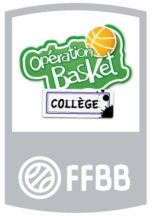 Opération
Basket
COLLÈGE
FFBB